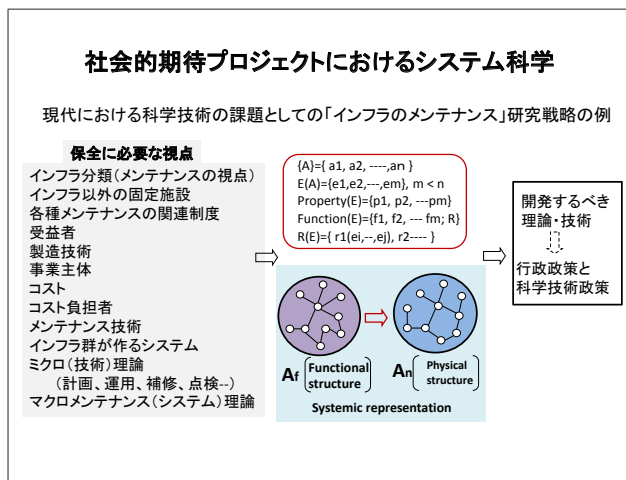 社会的期待プロジェクトにおけるシステム科学
現代における科学技術の課題としての「インフラのメンテナンス」研究戦略の例
保全に必要な視点
インフラ分類(メンテナンスの視点)
インフラ以外の固定施設
各種メンテナンスの関連制度
受益者
製造技術
事業主体
コスト
コスト負担者
メンテナンス技術
インフラ群が作るシステム
ミクロ(技術)理論
(計画、運用、補修、点検--)
マクロメンテナンス(システム)理論
{A}={ a1, a2, ----,an }
E(A)={e1,e2,---,em}, m < n
Property(E)={p1, p2, ---pm}
Function(E)={f1, f2, --- fm; R}
R(E)={ r1(ei,--,ej), r2---- }
Af
Functional
structure
An
Physical
structure
Systemic representation
開発するべき
理論・技術
行政政策と
科学技術政策